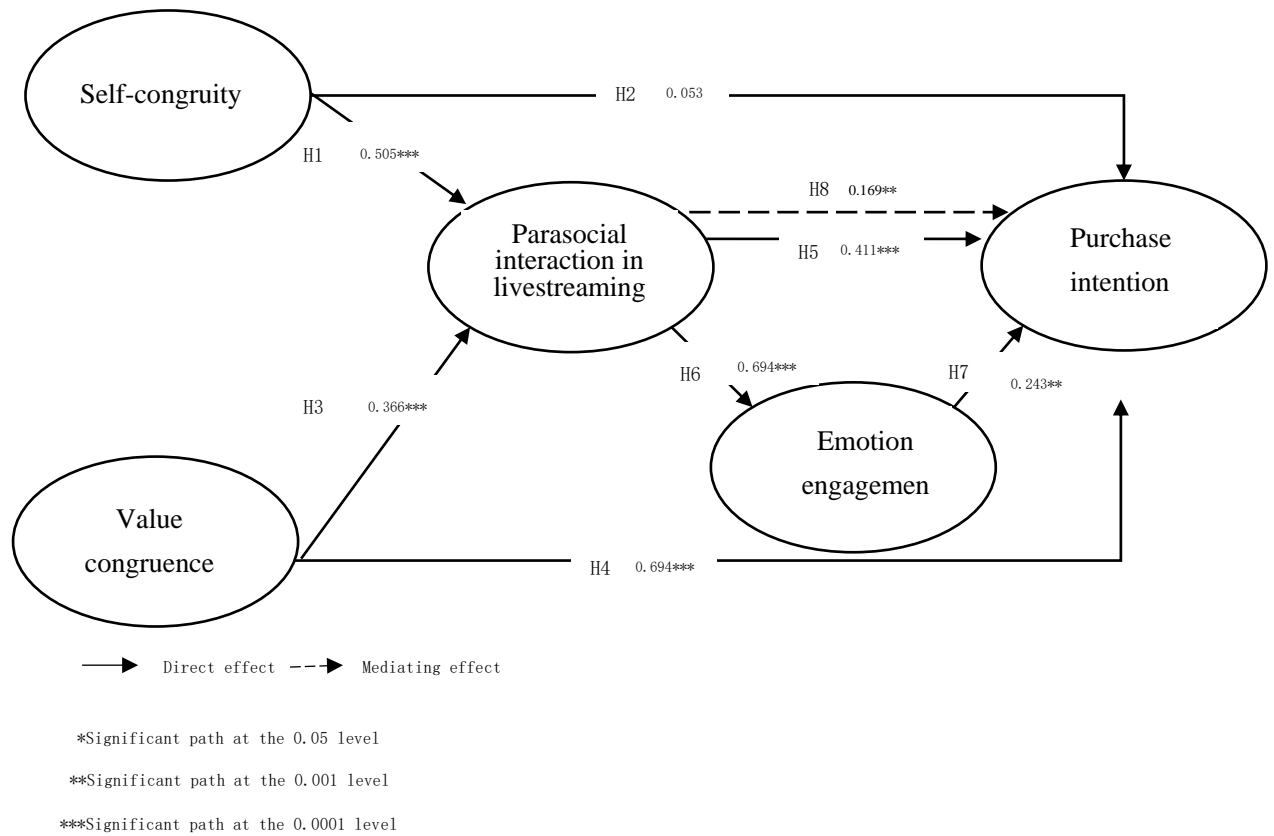 Self-congruity
H2 0.053
H1 0.505***
H8 0.169**
Parasocial
interaction in
livestreaming
H5 0.411***
Purchase
intention
H6 0.694***
H7 0.243**
H3 0.366***
Emotion
engagemen
Value
congruence
H4 0.694***
Direct effect
Mediating effect
*Significant path at the 0.05 level
**Significant path at the 0.001 level
***Significant path at the 0.0001 level